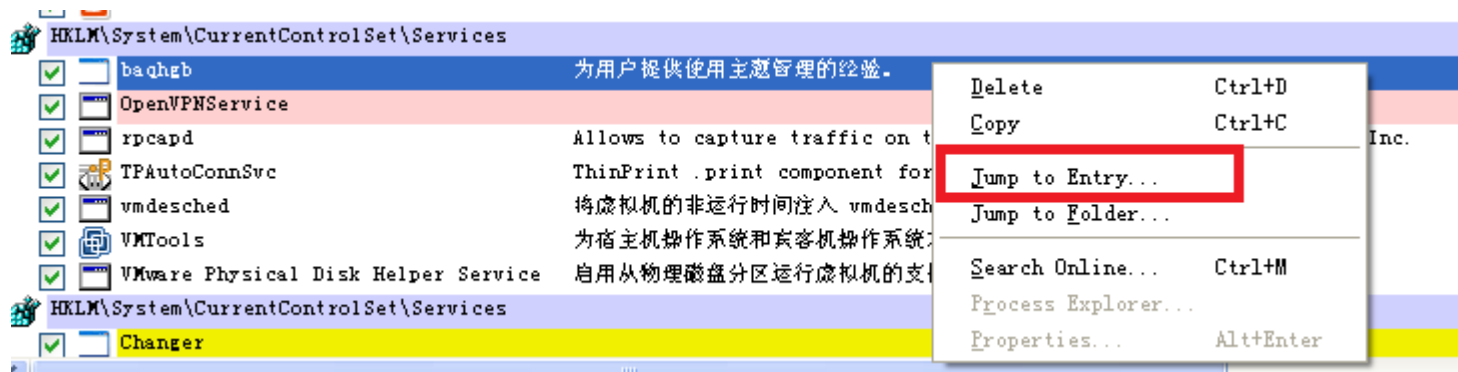 HKLM\System\CurrentControlSet\Services
baqhgb 为用户提供使用主题管理的经验。
OpenVPNService
rpcapd Allows to capture traffic on t Inc.
TPAutoConnSvc ThinPrint .print component for
vmdesched 将虚拟机的非运行时间注入 vmdesch
VMTools 为宿主机操作系统和宾客机操作系统
VMware Physical Disk Helper Service 启用从物理磁盘分区运行虚拟机的支
HKLM\System\CurrentControlSet\Services
Changer
Delete Ctrl+D
Copy Ctrl+C
Jump to Entry...
Jump to Folder...
Search Online... Ctrl+M
Process Explorer...
Properties... Alt+Enter